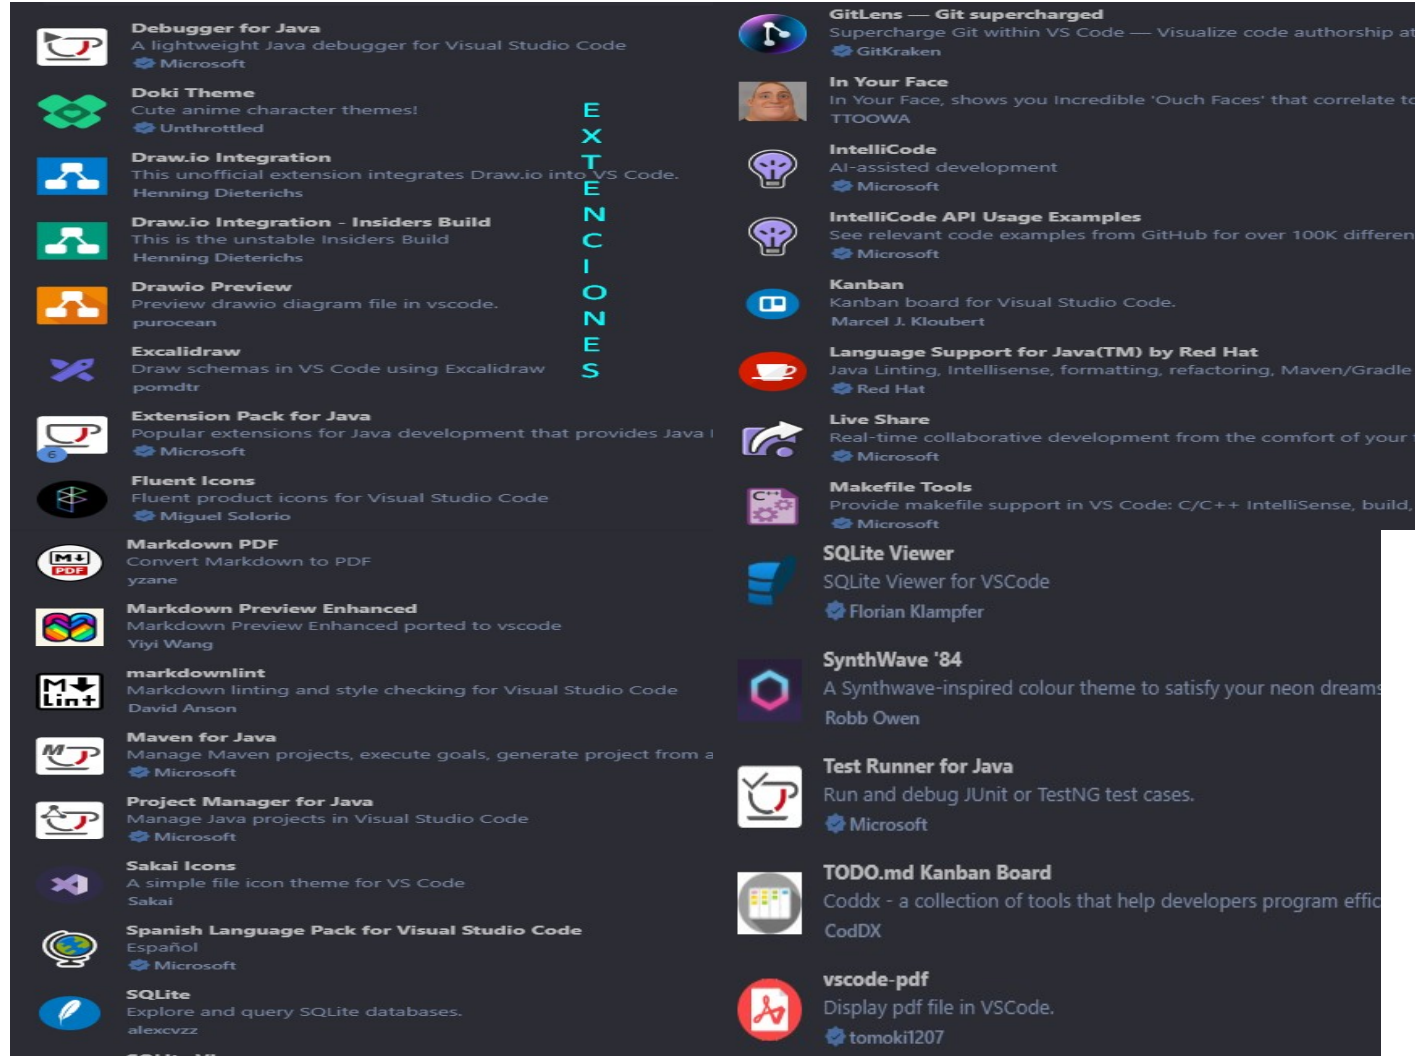 Debugger for Java
A lightweight Java debugger for Visual Studio Code
Microsoft
Doki Theme
Cute anime character themes!
Unthrottled
Draw.io Integration
This unofficial extension integrates Draw.io into VS Code.
Henning Dieterichs
Draw.io Integration - Insiders Build
This is the unstable Insiders Build
Henning Dieterichs
Drawio Preview
Preview drawio diagram file in vscode.
purocean
Excalidraw
Draw schemas in VS Code using Excalidraw
pomdtr
Extension Pack for Java
Popular extensions for Java development that provides Java
6
Microsoft
Fluent Icons
Fluent product icons for Visual Studio Code
Miguel Solorio
E
X
T
E
N
C
I
O
N
E
S
GitLens — Git supercharged
Supercharge Git within VS Code — Visualize code authorship at
GitKraken
In Your Face
In Your Face, shows you Incredible 'Ouch Faces' that correlate to
TTOOWA
IntelliCode
AI-assisted development
Microsoft
IntelliCode API Usage Examples
See relevant code examples from GitHub for over 100K differen
Microsoft
Kanban
Kanban board for Visual Studio Code.
Marcel J. Kloubert
Language Support for Java(TM) by Red Hat
Java Linting, Intellisense, formatting, refactoring, Maven/Gradle
Red Hat
Live Share
Real-time collaborative development from the comfort of your
Microsoft
C++
Makefile Tools
Provide makefile support in VS Code: C/C++ IntelliSense, build,
Microsoft
M
PDF
Markdown PDF
Convert Markdown to PDF
yzane
Markdown Preview Enhanced
Markdown Preview Enhanced ported to vscode
Yiyi Wang
M
Lint
markdownlint
Markdown linting and style checking for Visual Studio Code
David Anson
M
Maven for Java
Manage Maven projects, execute goals, generate project from a
Microsoft
Project Manager for Java
Manage Java projects in Visual Studio Code
Microsoft
Sakai Icons
A simple file icon theme for VS Code
Sakai
Spanish Language Pack for Visual Studio Code
Español
Microsoft
SQLite
Explore and query SQLite databases.
alexcvzz
SQLite Viewer
SQLite Viewer for VSCode
Florian Klampfer
SynthWave '84
A Synthwave-inspired colour theme to satisfy your neon dreams
Robb Owen
Test Runner for Java
Run and debug JUnit or TestNG test cases.
Microsoft
TODO.md Kanban Board
Coddx - a collection of tools that help developers program effic
CodDX
vscode-pdf
Display pdf file in VSCode.
tomoki1207